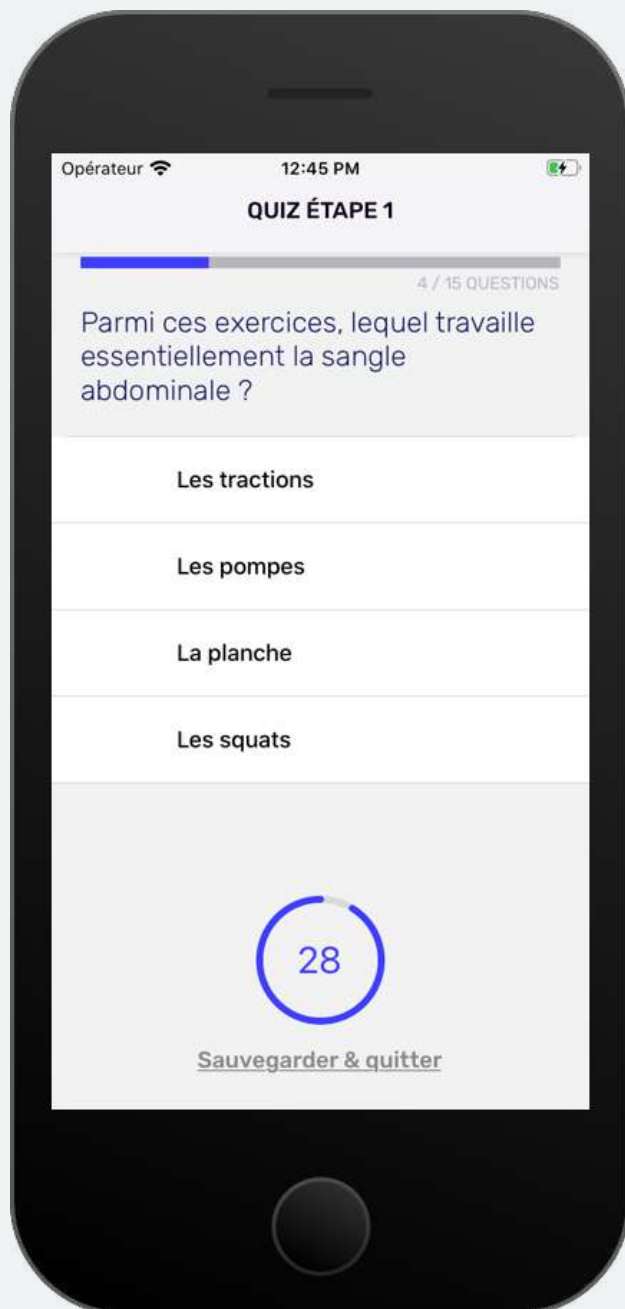 Opérateur 12:45 PM
QUIZ ÉTAPE 1
4 / 15 QUESTIONS
Parmi ces exercices, lequel travaille
essentiellement la sangle
abdominale ?
Les tractions
Les pompes
La planche
Les squats
28
Sauvegarder & quitter